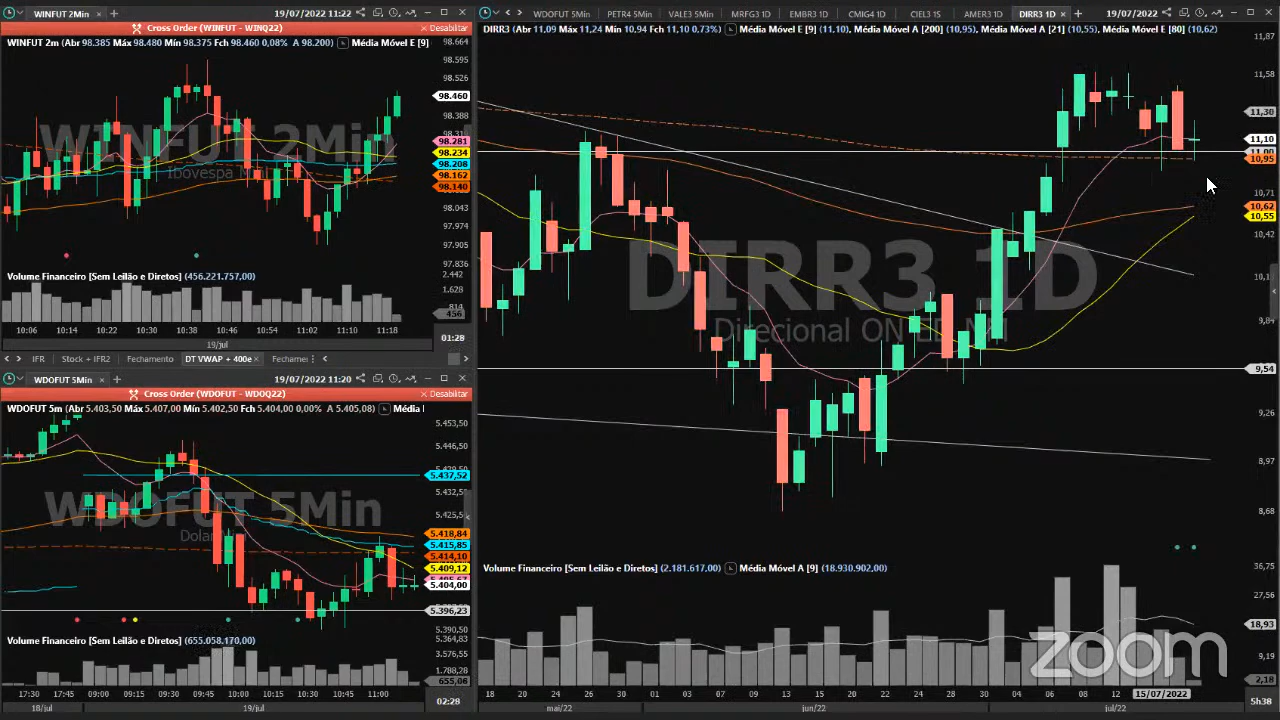 WINFUT 2Min
19/07/2022 11:22
Cross Order (WINFUT - WINQ22)
Desabilitar
WINFUT 2m (Abr 98.385 Máx 98.480 Mín 98.375 Fch 98.460 0,08% A 98.200)
Média Móvel E [9]
WINFUT 2Min
98.664
98.595
98.526
98.460
98.388
98.281
98.234
98.208
98.162
98.140
98.043
97.974
97.905
97.836
Volume Financeiro [Sem Leilão e Diretos] (456.221.757,00)
2.442
1.628
814
456
10:06 10:14 10:22 10:30 10:38 10:46 10:54 11:02 11:10 11:18
01:28
19/jul
IFR Stock + IFR2 Fechamento DT VWAP + 400e
WDOFUT 5Min
19/07/2022 11:20
Cross Order (WDOFUT - WDOQ22)
Desabilitar
WDOFUT 5m (Abr 5.403,50 Máx 5.407,00 Mín 5.402,50 Fch 5.404,00 0,00% A 5.405,08)
WDOFUT 5Min
5.453,50
5.446,50
5.437,52
5.432,50
5.418,84
5.415,85
5.414,10
5.409,12
5.404,00
5.396,23
5.390,50
Volume Financeiro [Sem Leilão e Diretos] (655.058.170,00)
5.364,83
3.576,55
1.788,28
655,06
17:30 17:45 09:00 09:15 09:30 09:45 10:00 10:15 10:30 10:45 11:00
02:28
18/jul 19/jul
WDOFUT 5Min PETR4 5Min VALE3 5Min MRFG3 1D EMBR3 1D CMIG4 1D CIEL3 1S AMER3 1D DIRR3 1D
19/07/2022
DIRR3 (Abr 11,09 Máx 11,24 Mín 10,94 Fch 11,10 0,73%) Média Móvel E [9] (11,10), Média Móvel A [200] (10,95), Média Móvel A [21] (10,55), Média Móvel E [80] (10,62)
DIRR3 1D
11,87
11,58
11,30
11,10
11,00
10,95
10,71
10,62
10,55
10,42
9,54
9,26
8,97
8,68
Volume Financeiro [Sem Leilão e Diretos] (2.181.617,00) Média Móvel A [9] (18.930.902,00)
36,75
27,56
18,93
9,19
2,18
zoom
18 20 24 26 30 01 03 07 09 13 15 20 22 24 28 30 04 06 08 12 15/07/2022
5h38
mai/22 jun/22 jul/22